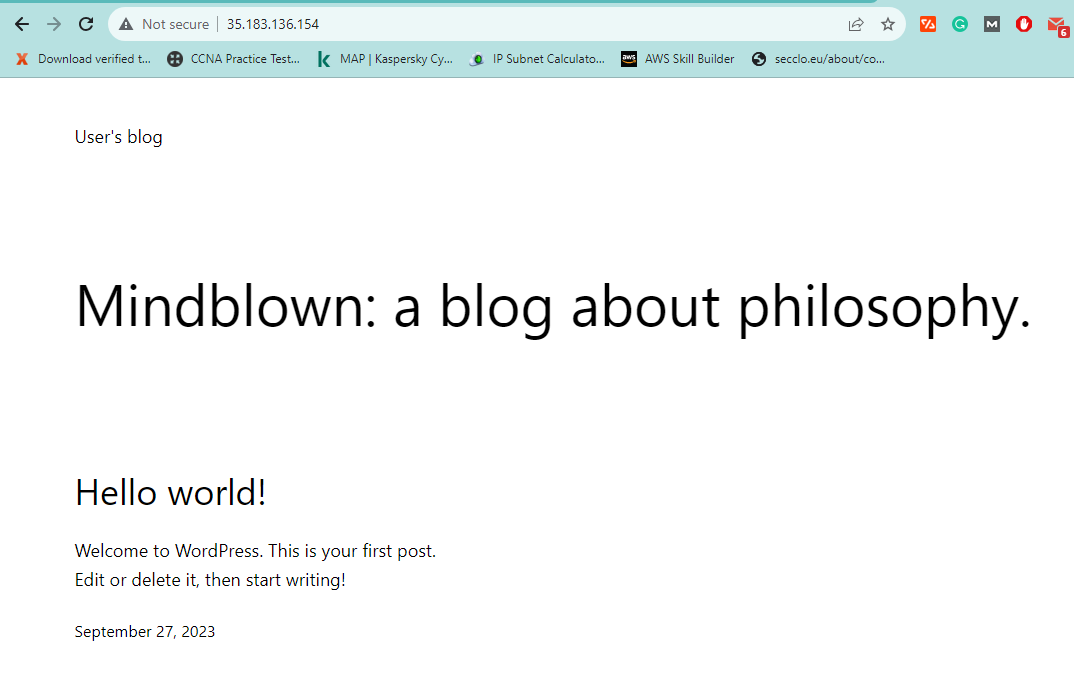 Not secure 35.183.136.154
Download verified t... CCNA Practice Test... MAP | Kaspersky Cy... IP Subnet Calculato... aws AWS Skill Builder secclo.eu/about/co...
6
User's blog
Mindblown: a blog about philosophy.
Hello world!
Welcome to WordPress. This is your first post.
Edit or delete it, then start writing!
September 27, 2023